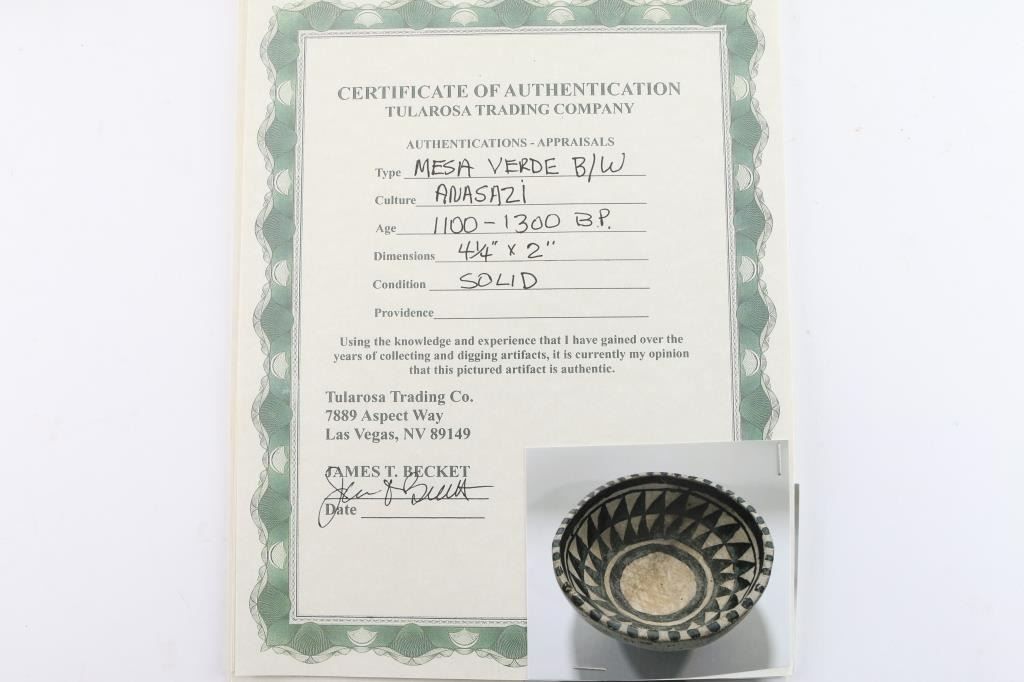 CERTIFICATE OF AUTHENTICATION
TULAROSA TRADING COMPANY
AUTHENTICATIONS - APPRAISALS
Type MESA VERDE B/W
Culture ANASAZI
Age 1100-1300 B.P.
Dimensions 4 1/4" x 2"
Condition SOLID
Providence
Using the knowledge and experience that I have gained over the
years of collecting and digging artifacts, it is currently my opinion
that this pictured artifact is authentic.
Tularosa Trading Co.
7889 Aspect Way
Las Vegas, NV 89149
JAMES T. BECKET
Date